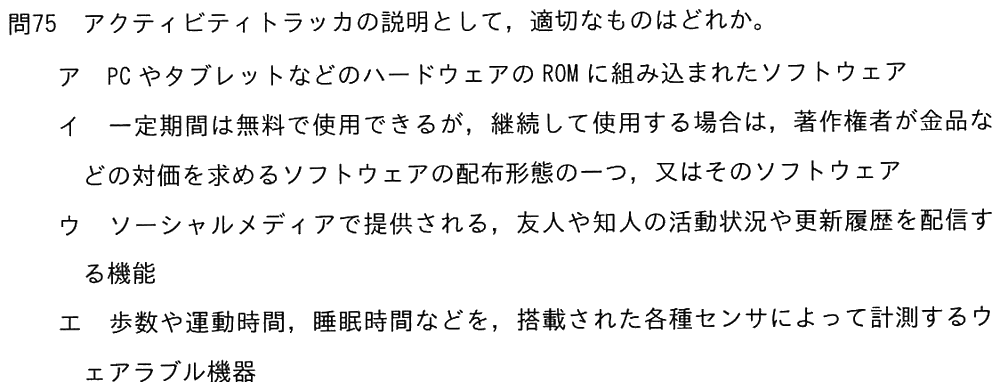 問75　アクティビティトラッカの説明として，適切なものはどれか。
ア　PCやタブレットなどのハードウェアのROMに組み込まれたソフトウェア
イ　一定期間は無料で使用できるが，継続して使用する場合は，著作権者が金品な
どの対価を求めるソフトウェアの配布形態の一つ，又はそのソフトウェア
ウ　ソーシャルメディアで提供される，友人や知人の活動状況や更新履歴を配信す
る機能
エ　歩数や運動時間，睡眠時間などを，搭載された各種センサによって計測するウ
ェアラブル機器